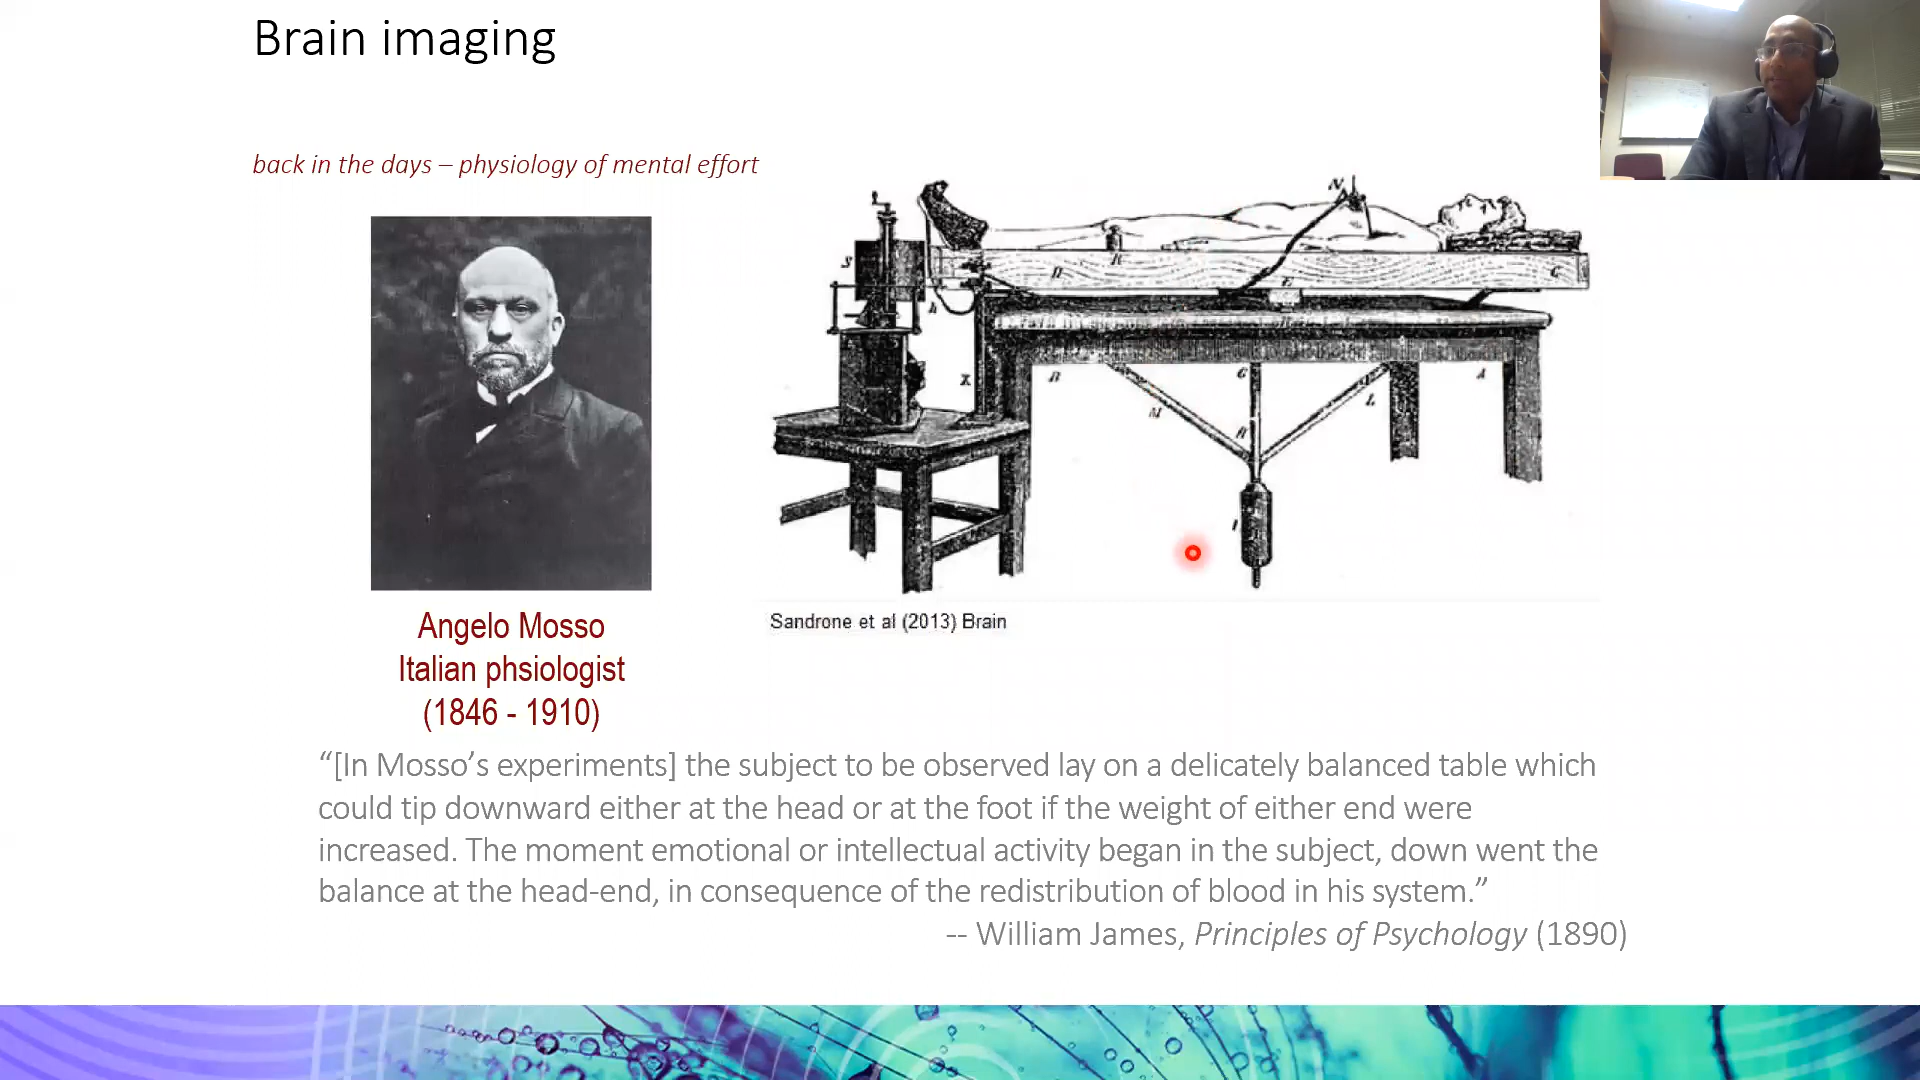 Brain imaging
back in the days – physiology of mental effort
N
S
h
R
D
E
C
X
B
G
A
M
L
H
I
Angelo Mosso
Italian phsiologist
(1846 - 1910)
Sandrone et al (2013) Brain
“[In Mosso’s experiments] the subject to be observed lay on a delicately balanced table which
could tip downward either at the head or at the foot if the weight of either end were
increased. The moment emotional or intellectual activity began in the subject, down went the
balance at the head-end, in consequence of the redistribution of blood in his system.”
-- William James, Principles of Psychology (1890)